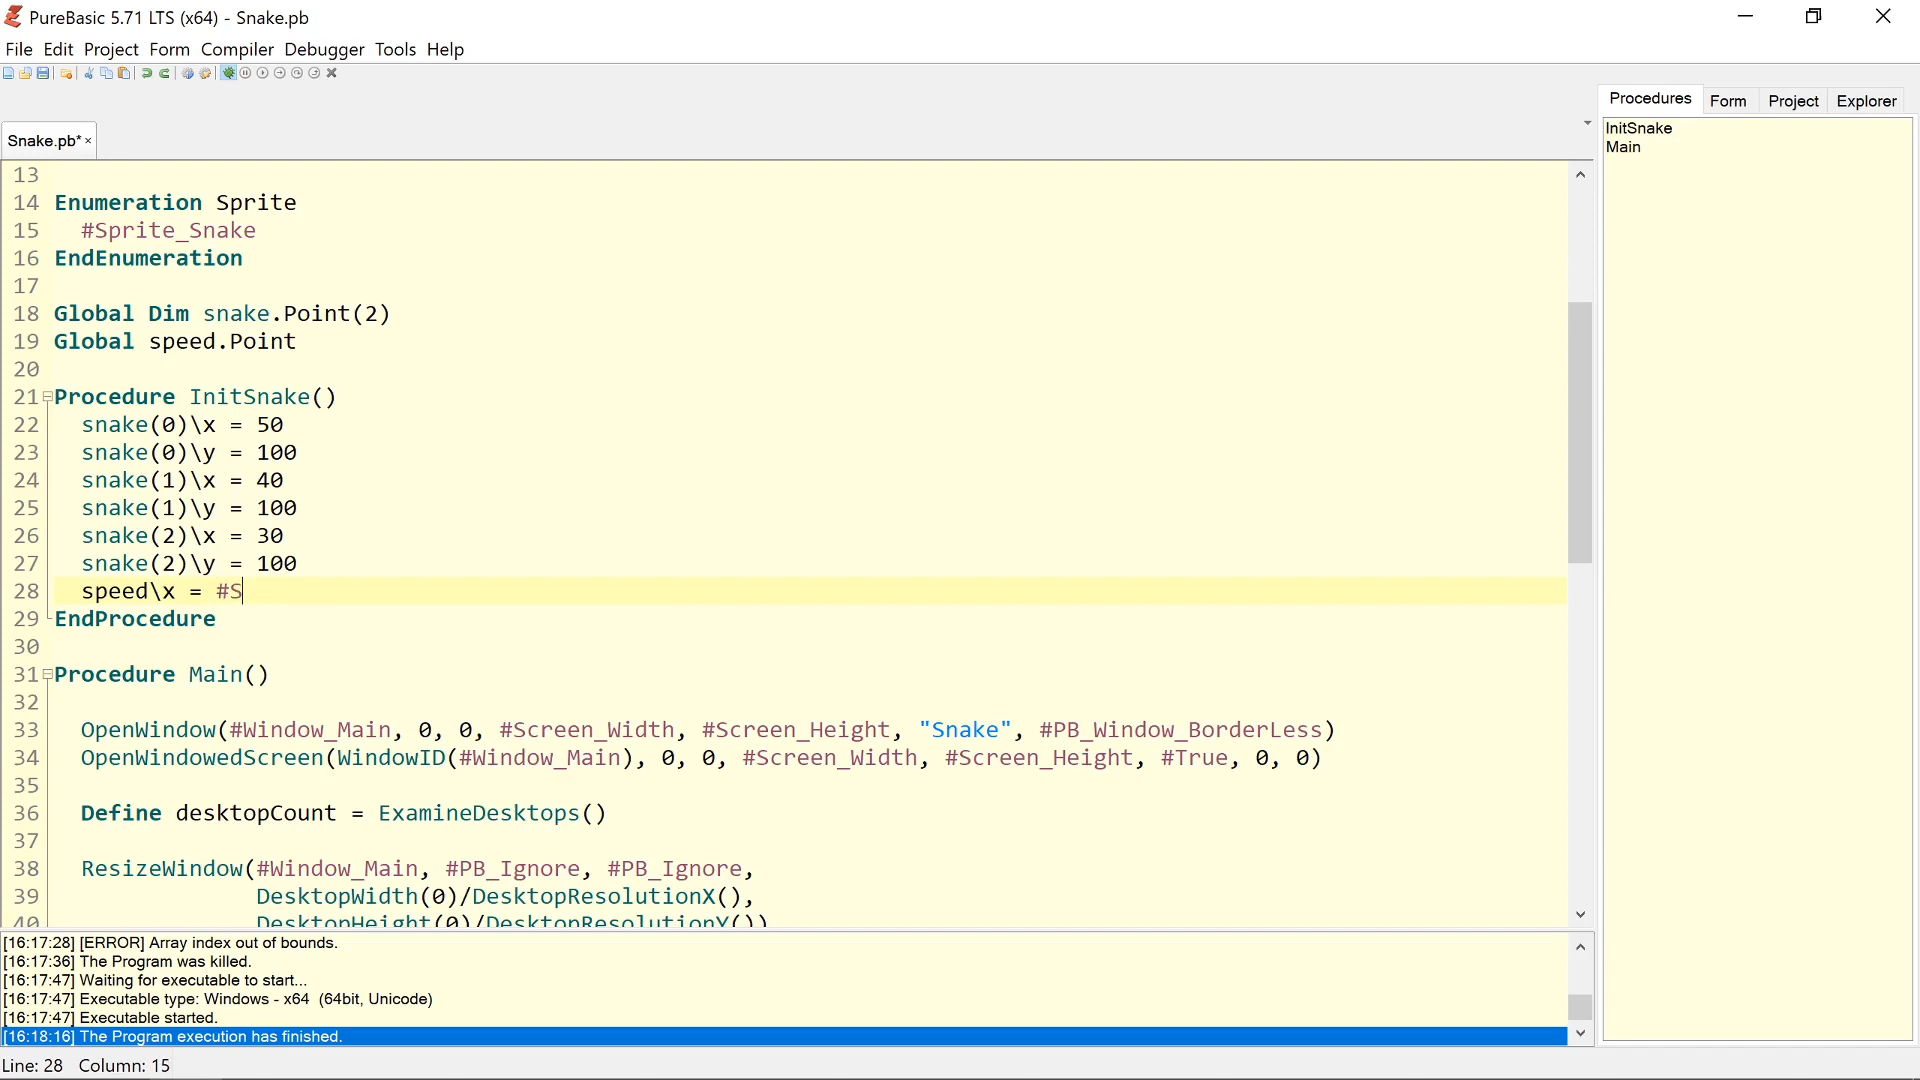 PureBasic 5.71 LTS (x64) - Snake.pb
File Edit Project Form Compiler Debugger Tools Help
Procedures Form Project Explorer
Snake.pb*
InitSnake
Main
13
14 Enumeration Sprite
15 #Sprite_Snake
16 EndEnumeration
17
18 Global Dim snake.Point(2)
19 Global speed.Point
20
21 Procedure InitSnake()
22 snake(0)\x = 50
23 snake(0)\y = 100
24 snake(1)\x = 40
25 snake(1)\y = 100
26 snake(2)\x = 30
27 snake(2)\y = 100
28 speed\x = #S
29 EndProcedure
30
31 Procedure Main()
32
33 OpenWindow(#Window_Main, 0, 0, #Screen_Width, #Screen_Height, "Snake", #PB_Window_BorderLess)
34 OpenWindowedScreen(WindowID(#Window_Main), 0, 0, #Screen_Width, #Screen_Height, #True, 0, 0)
35
36 Define desktopCount = ExamineDesktops()
37
38 ResizeWindow(#Window_Main, #PB_Ignore, #PB_Ignore,
39 DesktopWidth(0)/DesktopResolutionX(),
40 DesktopHeight(0)/DesktopResolutionY())
[16:17:28] [ERROR] Array index out of bounds.
[16:17:36] The Program was killed.
[16:17:47] Waiting for executable to start...
[16:17:47] Executable type: Windows - x64 (64bit, Unicode)
[16:17:47] Executable started.
[16:18:16] The Program execution has finished.
Line: 28 Column: 15